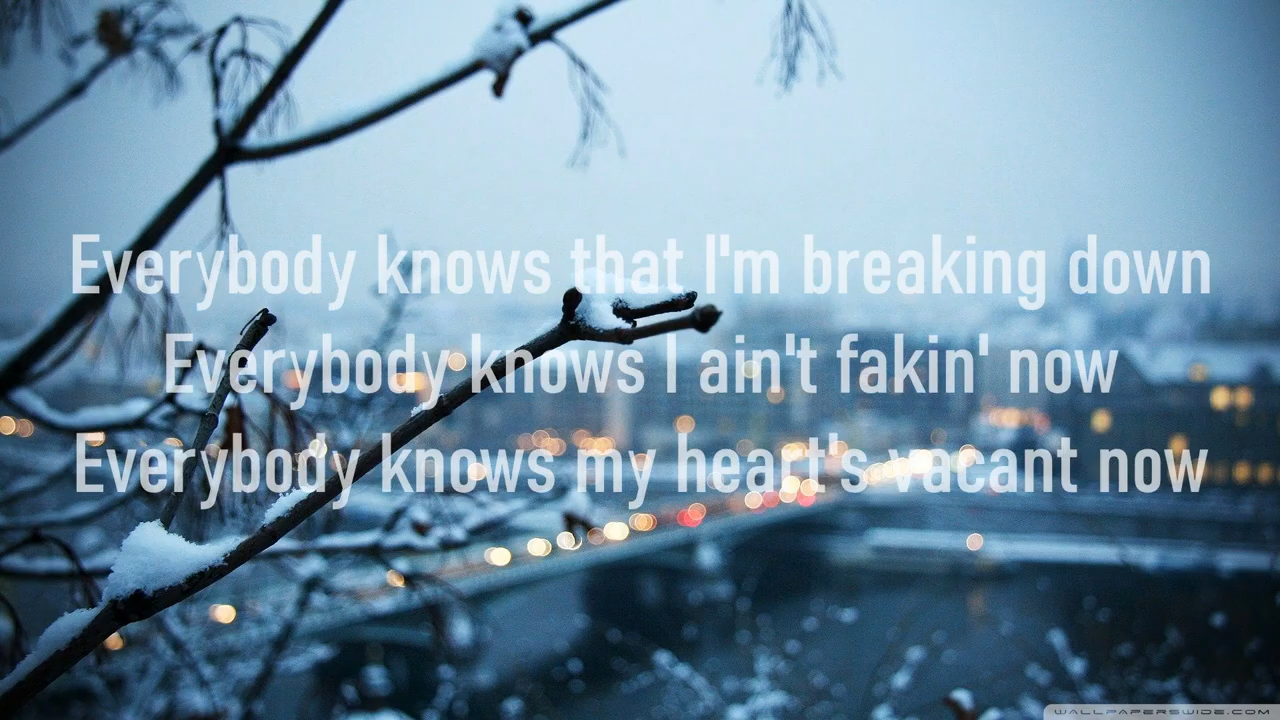 Everybody knows that I'm breaking down
Everybody knows I ain't fakin' now
Everybody knows my heart's vacant now
WALLPAPERSWIDE.COM